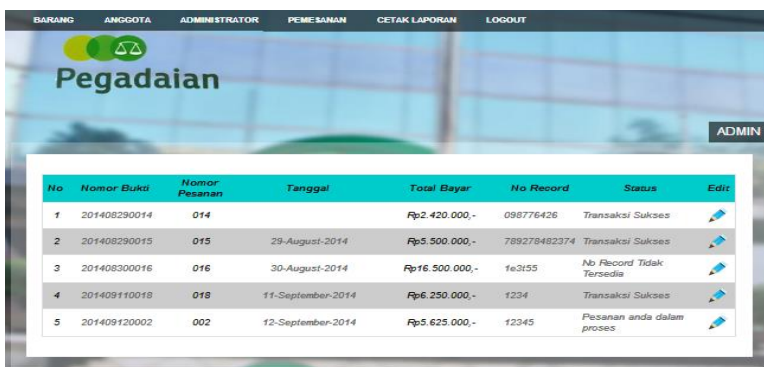 BARANG ANGGOTA ADMINISTRATOR PEMESANAN CETAK LAPORAN LOGOUT
Pegadaian
ADMIN
No Nomor Bukti Nomor Pesanan Tanggal Total Bayar No Record Status Edit
1 201408290014 014 Rp2.420.000,- 098776426 Transaksi Sukses
2 201408290015 015 29-August-2014 Rp5.500.000,- 789278482374 Transaksi Sukses
3 201408300016 016 30-August-2014 Rp16.500.000,- 1e3t55 No Record Tidak Tersedia
4 201409110018 018 11-September-2014 Rp6.250.000,- 1234 Transaksi Sukses
5 201409120002 002 12-September-2014 Rp5.625.000,- 12345 Pesanan anda dalam proses